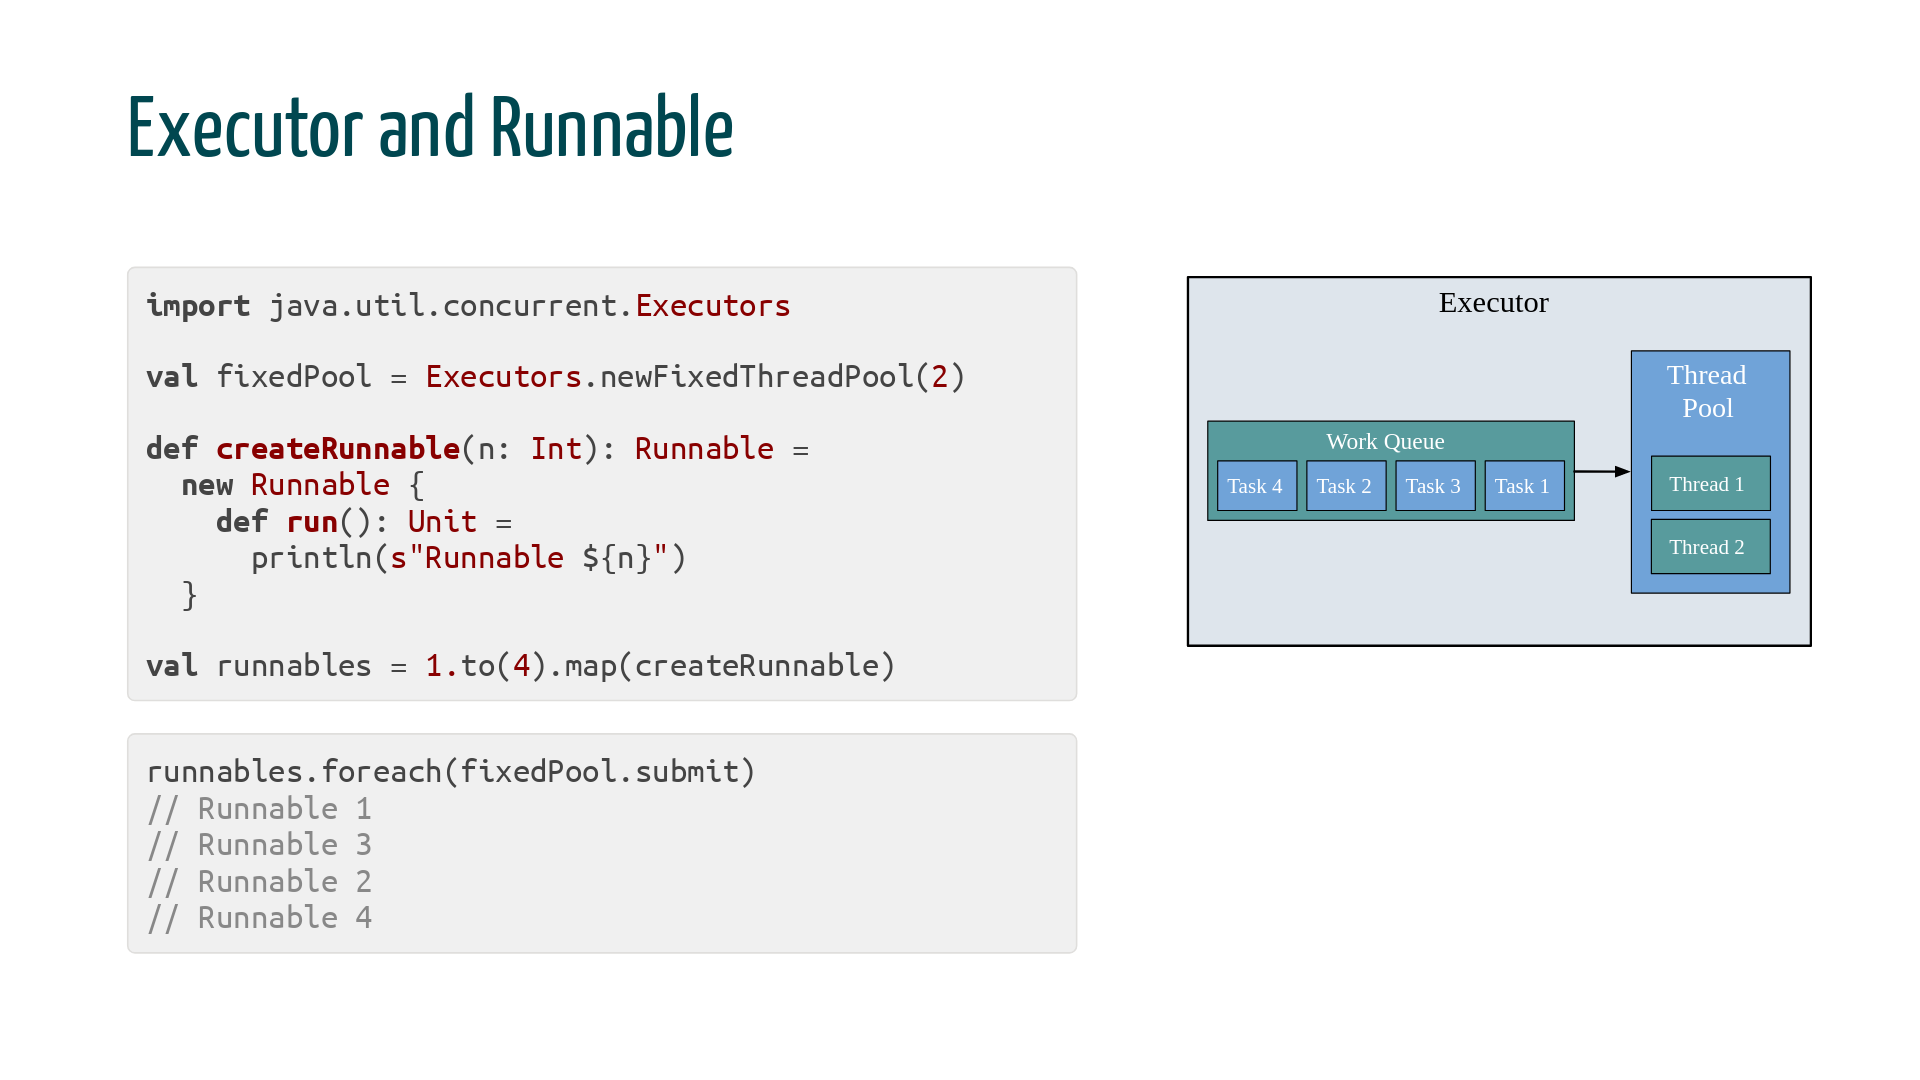 Executor and Runnable
import java.util.concurrent.Executors
val fixedPool = Executors.newFixedThreadPool(2)
def createRunnable(n: Int): Runnable =
  new Runnable {
    def run(): Unit =
      println(s"Runnable ${n}")
  }
val runnables = 1.to(4).map(createRunnable)
runnables.foreach(fixedPool.submit)
// Runnable 1
// Runnable 3
// Runnable 2
// Runnable 4
Executor
Work Queue
Task 4 Task 2 Task 3 Task 1
Thread
Pool
Thread 1
Thread 2